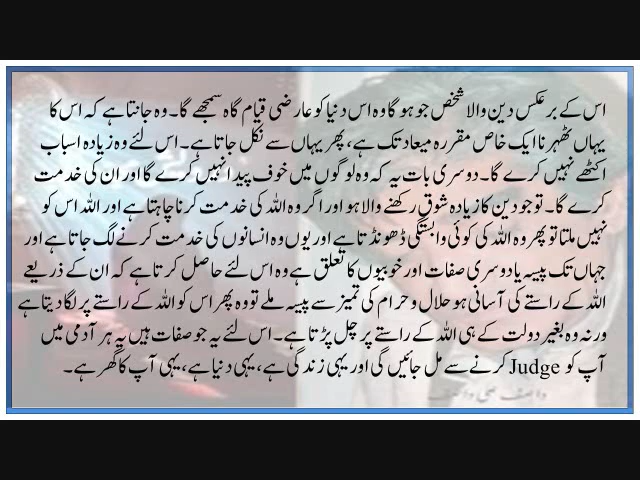 اس کے برعکس دین والا شخص جو ہو گا وہ اس دنیا کو عارضی قیام گاہ سمجھے گا۔ وہ جانتا ہے کہ اس کا
یہاں ٹھہرنا ایک خاص مقررہ میعاد تک ہے، پھر یہاں سے نکل جاتا ہے۔ اس لئے وہ زیادہ اسباب
اکٹھے نہیں کرے گا۔ دوسری بات یہ کہ وہ لوگوں میں خوف پیدا نہیں کرے گا اور ان کی خدمت
کرے گا۔ تو جو دین کا زیادہ شوق رکھنے والا ہو اور اگر وہ اللہ کی خدمت کرنا چاہتا ہے اور اللہ اس کو
نہیں ملتا تو پھر وہ اللہ کی کوئی وابستگی ڈھونڈتا ہے اور یوں وہ انسانوں کی خدمت کرنے لگ جاتا ہے اور
جہاں تک پیسہ یا دوسری صفات اور خوبیوں کا تعلق ہے وہ اس لئے حاصل کرتا ہے کہ ان کے ذریعے
اللہ کے راستے کی آسانی ہو حلال و حرام کی تمیز سے پیسہ ملے تو وہ پھر اس کو اللہ کے راستے پر لگا دیتا ہے
ورنہ وہ بغیر دولت کے ہی اللہ کے راستے پر چل پڑتا ہے۔ اس لئے یہ جو صفات ہیں یہ ہر آدمی میں
آپ کو Judge کرنے سے مل جائیں گی اور یہی زندگی ہے، یہی دنیا ہے، یہی آپ کا گھر ہے۔
واصف علی واصف